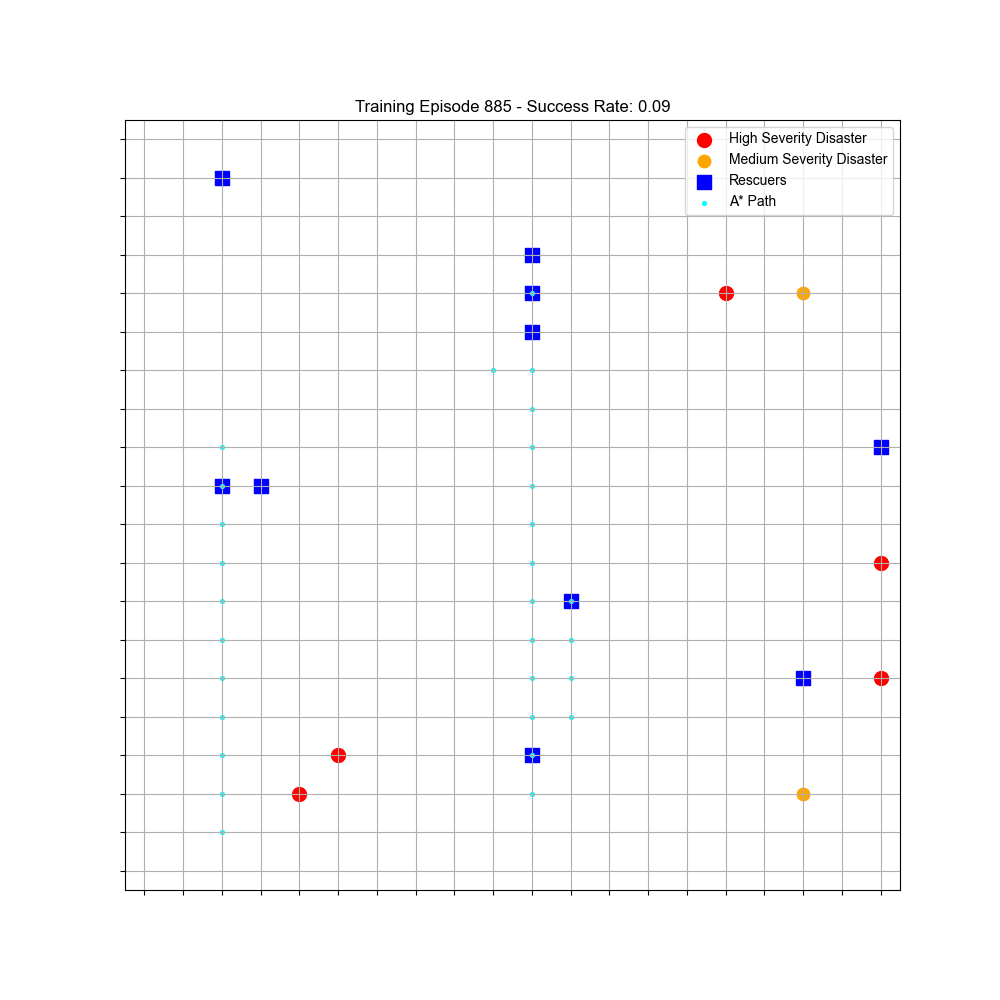 Training Episode 885 - Success Rate: 0.09
High Severity Disaster
Medium Severity Disaster
Rescuers
A* Path